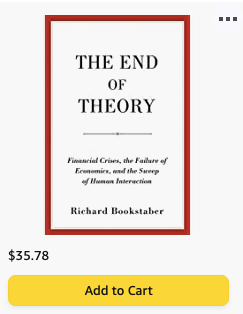 THE END
OF
THEORY
Financial Crises, the Failure of
Economics, and the Sweep
of Human Interaction
Richard Bookstaber
$35.78
Add to Cart